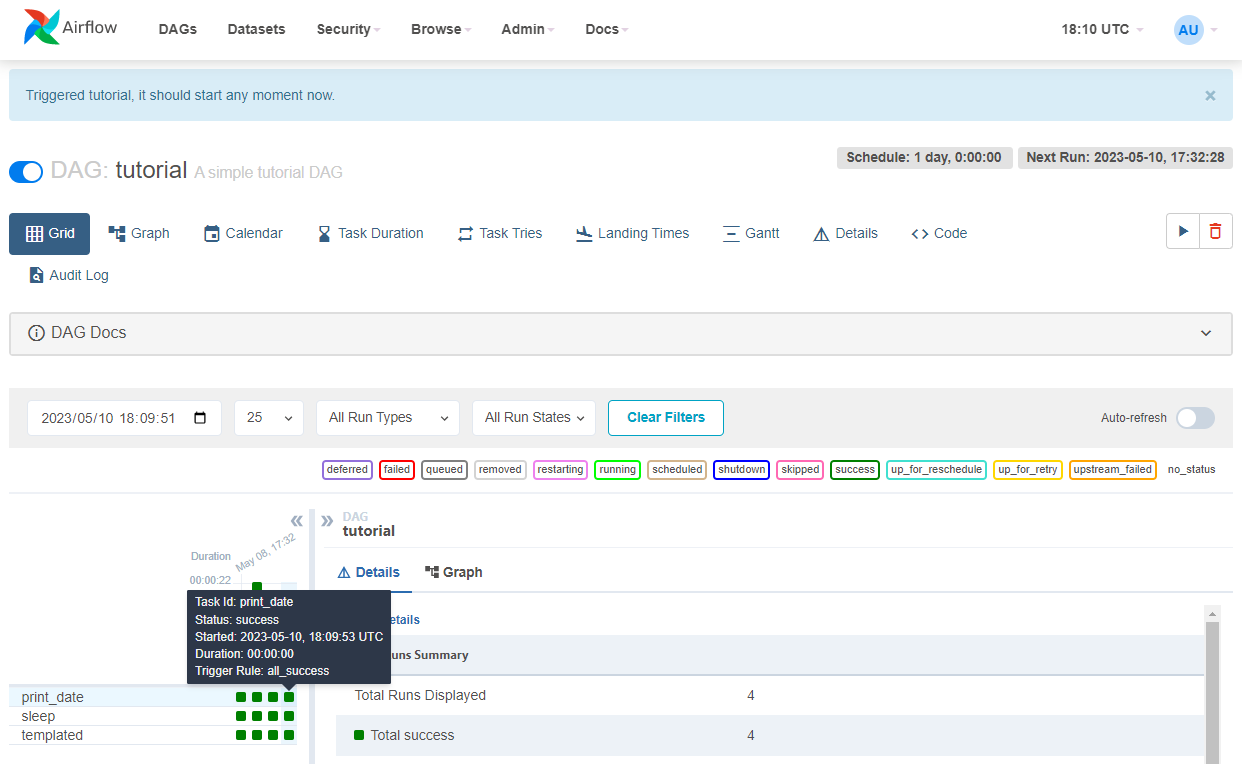 Airflow DAGs Datasets Security Browse Admin Docs 18:10 UTC AU
Triggered tutorial, it should start any moment now. ×
DAG: tutorial A simple tutorial DAG Schedule: 1 day, 0:00:00 Next Run: 2023-05-10, 17:32:28
Grid Graph Calendar Task Duration Task Tries Landing Times Gantt Details Code
Audit Log
DAG Docs
2023/05/10 18:09:51 25 All Run Types All Run States Clear Filters Auto-refresh
deferred failed queued removed restarting running scheduled shutdown skipped success up_for_reschedule up_for_retry upstream_failed no_status
DAG
tutorial
May 08, 17:32
Duration
00:00:22
Details Graph
Task Id: print_date
Status: success
Started: 2023-05-10, 18:09:53 UTC
Duration: 00:00:00
Trigger Rule: all_success
etails
uns Summary
print_date
sleep
templated
Total Runs Displayed 4
Total success 4